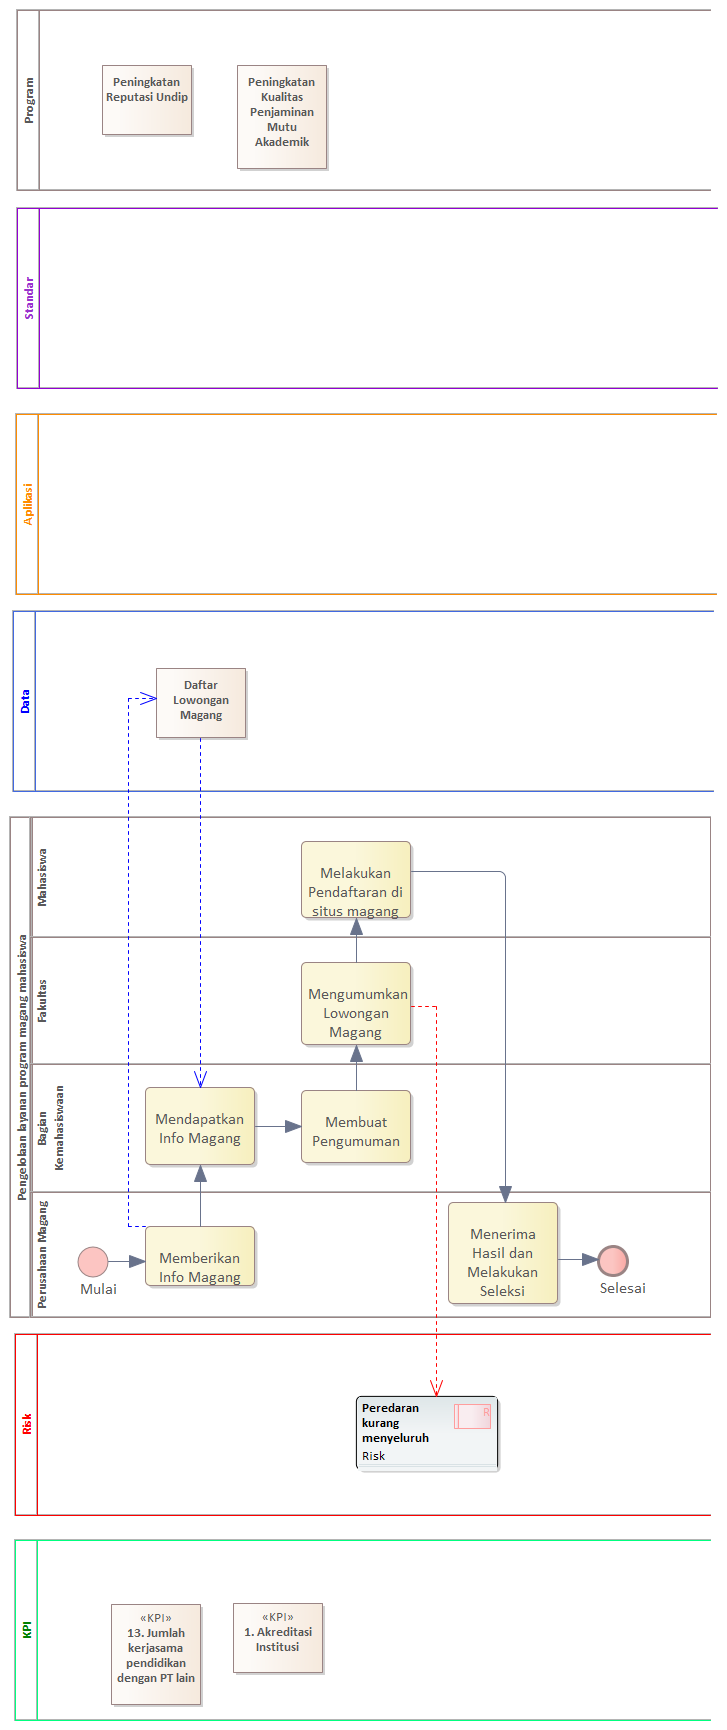 Program
Peningkatan
Reputasi Undip
Peningkatan
Kualitas
Penjaminan
Mutu
Akademik
Standar
Aplikasi
Data
Daftar
Lowongan
Magang
Pengelolaan layanan program magang mahasiswa
Mahasiswa
Melakukan
Pendaftaran di
situs magang
Fakultas
Mengumumkan
Lowongan
Magang
Bagian
Kemahasiswaan
Mendapatkan
Info Magang
Membuat
Pengumuman
Perusahaan Magang
Mulai
Memberikan
Info Magang
Menerima
Hasil dan
Melakukan
Seleksi
Selesai
Risk
Peredaran
kurang
menyeluruh
R
Risk
KPI
«KPI»
13. Jumlah
kerjasama
pendidikan
dengan PT lain
«KPI»
1. Akreditasi
Institusi